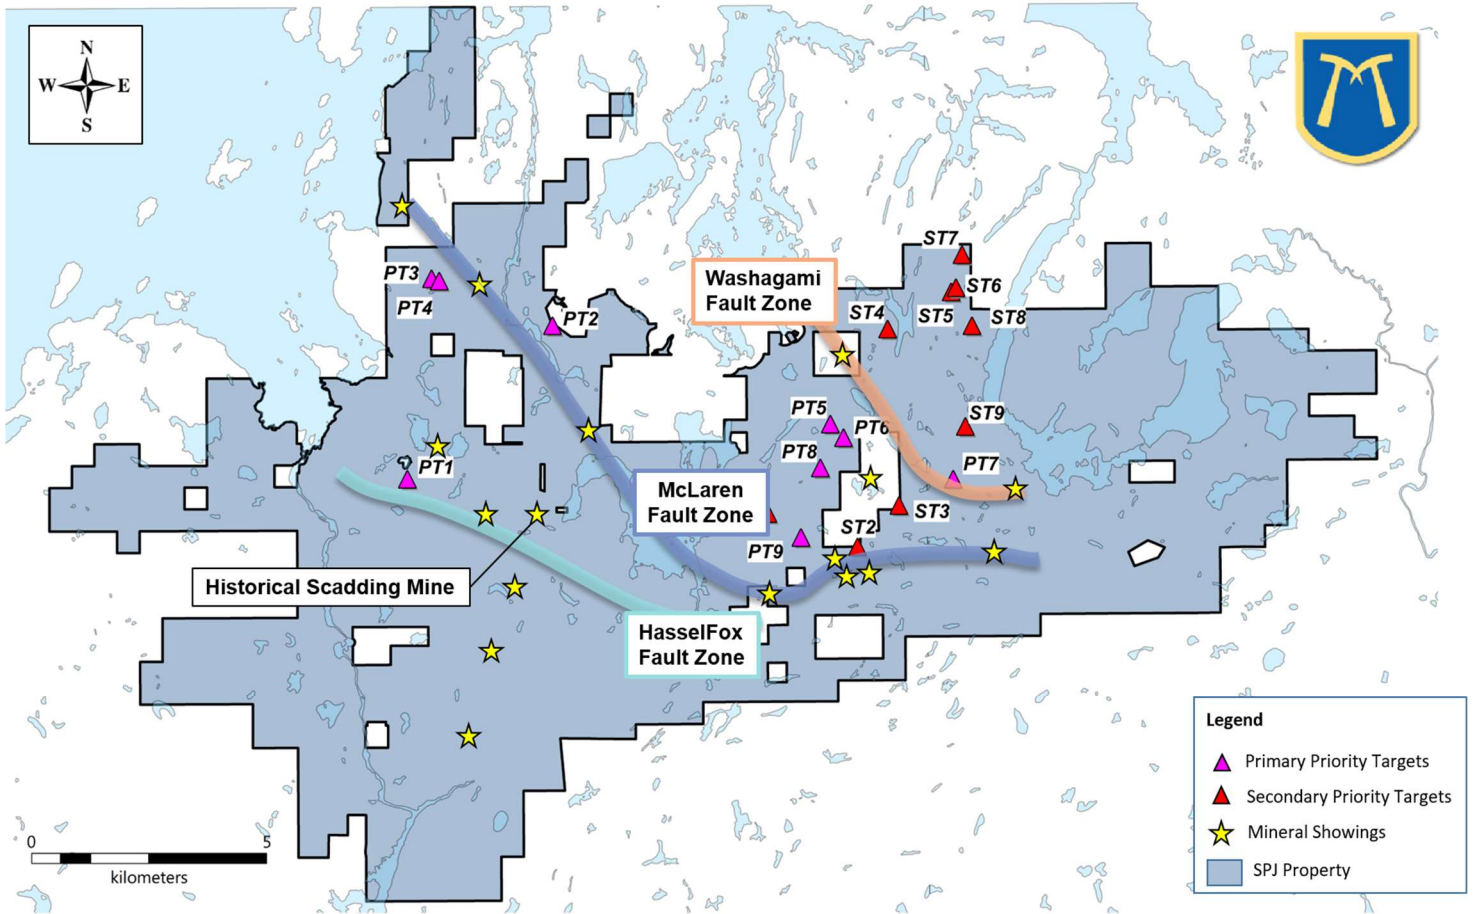 N
W E
S
ST7
PT3
Washagami
Fault Zone
ST6
PT4
ST4
ST5
ST8
PT2
PT5
ST9
PT6
PT8
PT1
PT7
McLaren
Fault Zone
ST3
ST2
PT9
Historical Scadding Mine
HasselFox
Fault Zone
Legend
Primary Priority Targets
Secondary Priority Targets
Mineral Showings
SPJ Property
0 5
kilometers